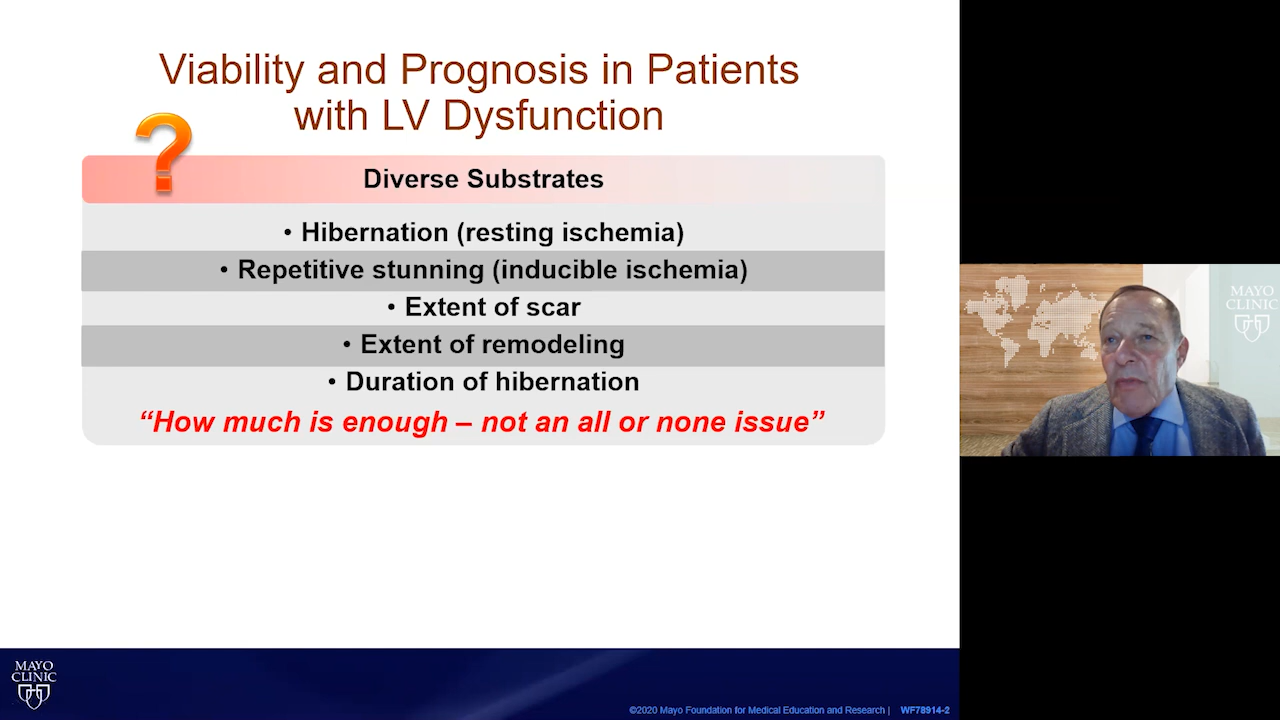 Viability and Prognosis in Patients
with LV Dysfunction
?
Diverse Substrates
• Hibernation (resting ischemia)
• Repetitive stunning (inducible ischemia)
• Extent of scar
• Extent of remodeling
• Duration of hibernation
“How much is enough – not an all or none issue”
MAYO
CLINIC
MAYO
CLINIC
©2020 Mayo Foundation for Medical Education and Research | WF78914-2